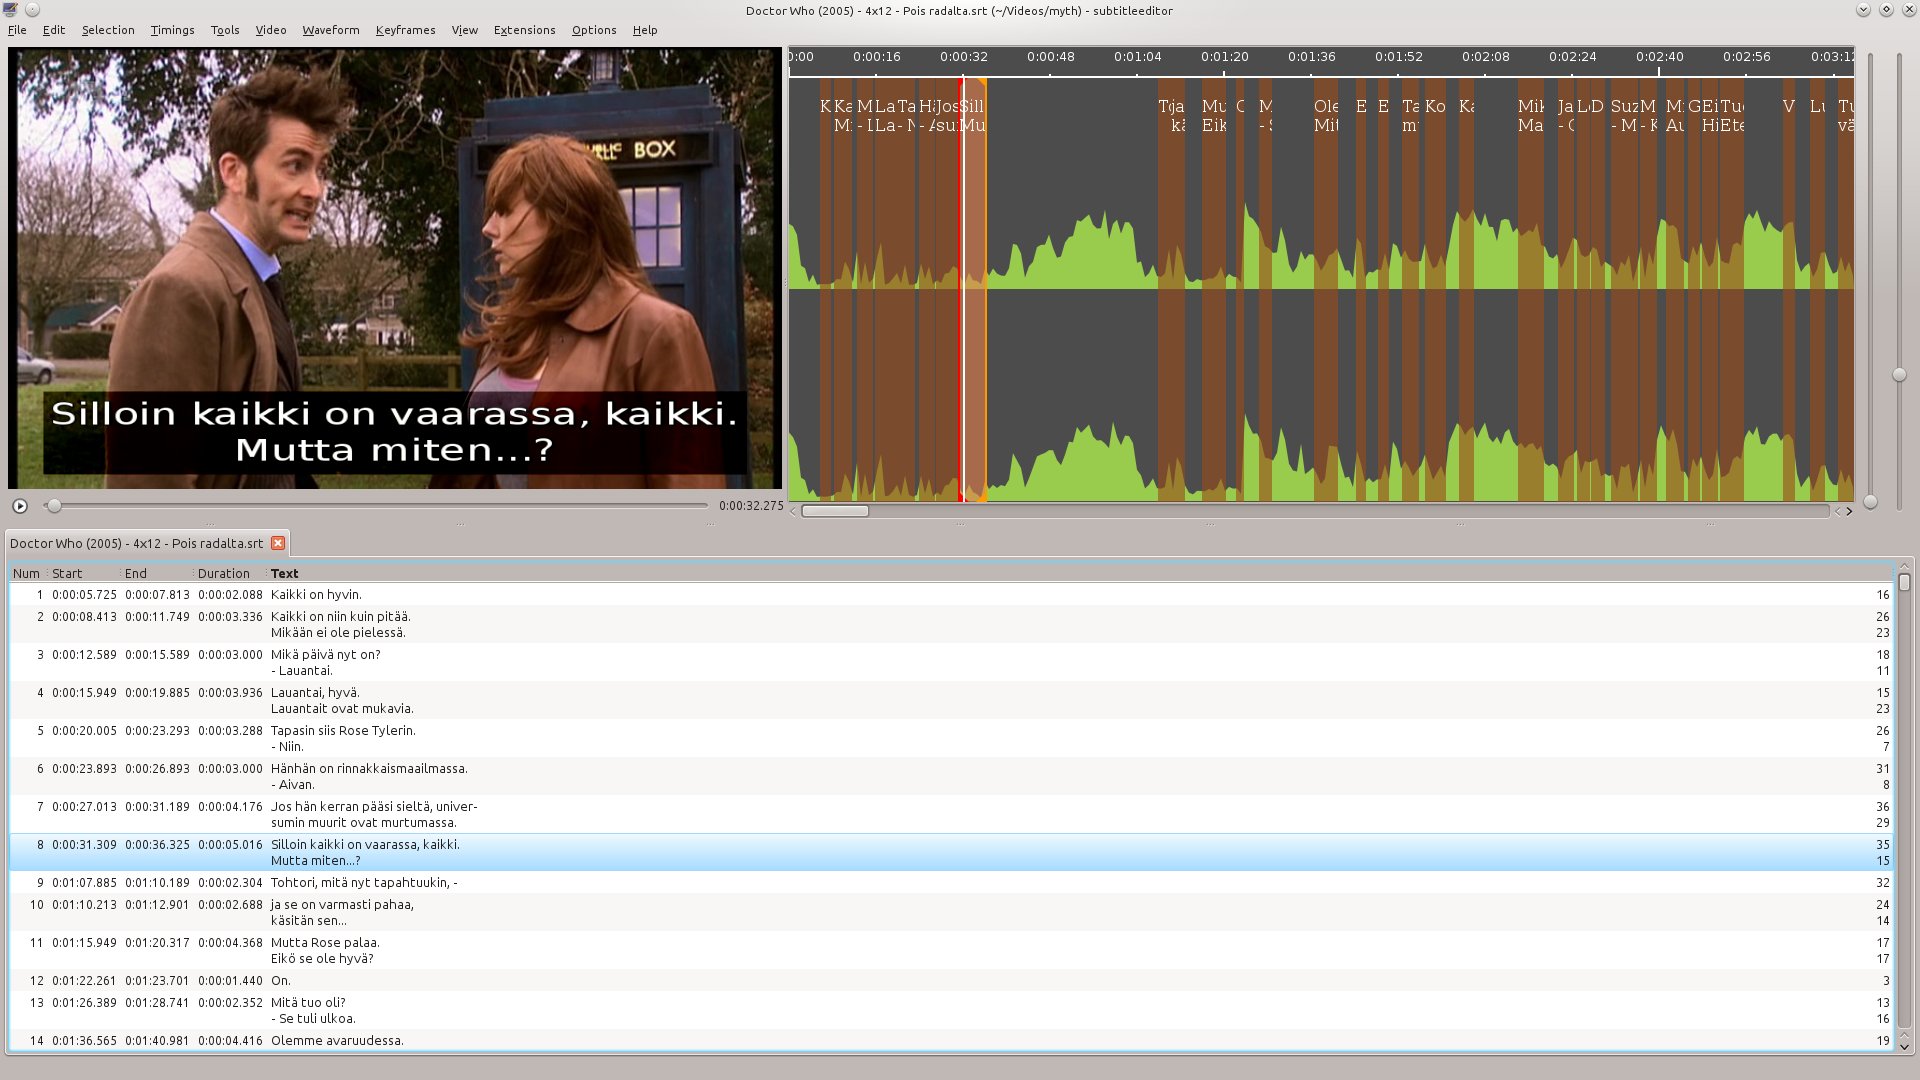 Doctor Who (2005) - 4x12 - Pois radalta.srt (~/Videos/myth) - subtitleeditor
File Edit Selection Timings Tools Video Waveform Keyframes View Extensions Options Help
BOX
Silloin kaikki on vaarassa, kaikki.
Mutta miten...?
0:00:32.275
0:00 0:00:16 0:00:32 0:00:48 0:01:04 0:01:20 0:01:36 0:01:52 0:02:08 0:02:24 0:02:40 0:02:56 0:03:12
Doctor Who (2005) - 4x12 - Pois radalta.srt
Num Start End Duration Text
1 0:00:05.725 0:00:07.813 0:00:02.088 Kaikki on hyvin. 16
2 0:00:08.413 0:00:11.749 0:00:03.336 Kaikki on niin kuin pitää. 26
Mikään ei ole pielessä. 23
3 0:00:12.589 0:00:15.589 0:00:03.000 Mikä päivä nyt on? 18
- Lauantai. 11
4 0:00:15.949 0:00:19.885 0:00:03.936 Lauantai, hyvä. 15
Lauantait ovat mukavia. 23
5 0:00:20.005 0:00:23.293 0:00:03.288 Tapasin siis Rose Tylerin. 26
- Niin. 7
6 0:00:23.893 0:00:26.893 0:00:03.000 Hänhän on rinnakkaismaailmassa. 31
- Aivan. 8
7 0:00:27.013 0:00:31.189 0:00:04.176 Jos hän kerran pääsi sieltä, univer- 36
sumin muurit ovat murtumassa. 29
8 0:00:31.309 0:00:36.325 0:00:05.016 Silloin kaikki on vaarassa, kaikki. 35
Mutta miten...? 15
9 0:01:07.885 0:01:10.189 0:00:02.304 Tohtori, mitä nyt tapahtuukin, - 32
10 0:01:10.213 0:01:12.901 0:00:02.688 ja se on varmasti pahaa, 24
käsitän sen... 14
11 0:01:15.949 0:01:20.317 0:00:04.368 Mutta Rose palaa. 17
Eikö se ole hyvä? 17
12 0:01:22.261 0:01:23.701 0:00:01.440 On. 3
13 0:01:26.389 0:01:28.741 0:00:02.352 Mitä tuo oli? 13
- Se tuli ulkoa. 16
14 0:01:36.565 0:01:40.981 0:00:04.416 Olemme avaruudessa. 19